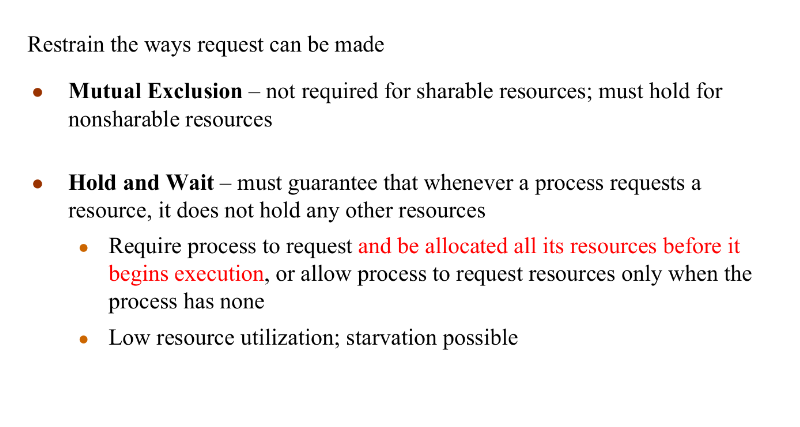 Restrain the ways request can be made
● Mutual Exclusion – not required for sharable resources; must hold for
nonsharable resources
● Hold and Wait – must guarantee that whenever a process requests a
resource, it does not hold any other resources
● Require process to request and be allocated all its resources before it
begins execution, or allow process to request resources only when the
process has none
● Low resource utilization; starvation possible